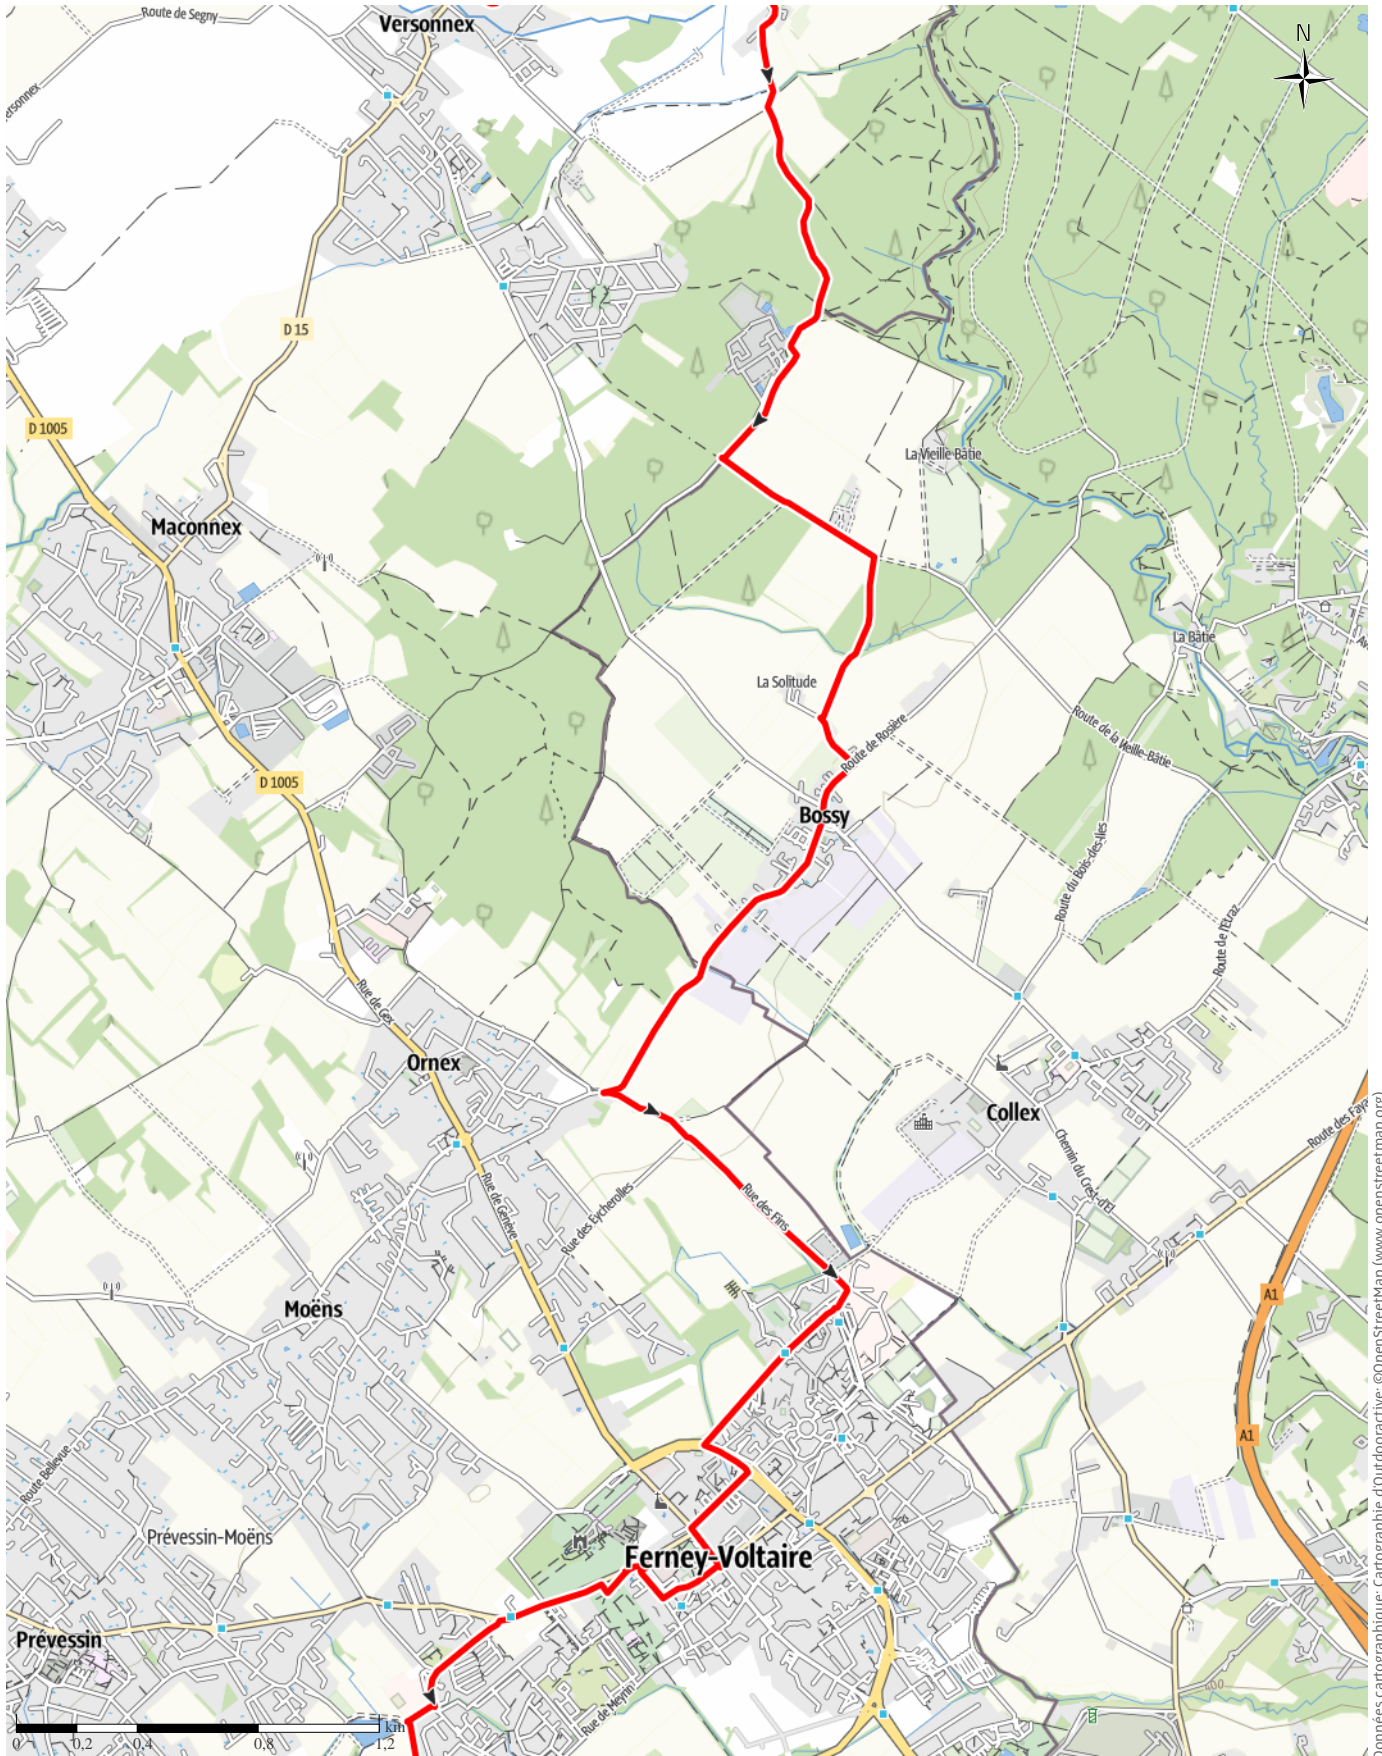 Route de Segny
Versonnex
N
ersonnex
D 15
D 1005
La Vieille Bâtie
Maconnex
La Bâtie
La Solitude
Route de Rosière
Route de la Vieille-Bâtie
D 1005
Bossy
Route du Bois-des-Iles
Route de l'Etraz
Rue de Gex
Ornex
Collex
Route des Faya
Chemin du Crest-d'El
Rue de Genève
Rue des Fins
Rue des Eycherolles
A1
Moëns
A1
Route Bellevue
Prévessin-Moëns
Ferney-Voltaire
Prévessin
Rue de Meyrin
400
km
0 0,2 0,4 0,8 1,2
onnées cartographique: Cartographie d'Outdooractive; ©OpenStreetMap (www.openstreetmap.org)